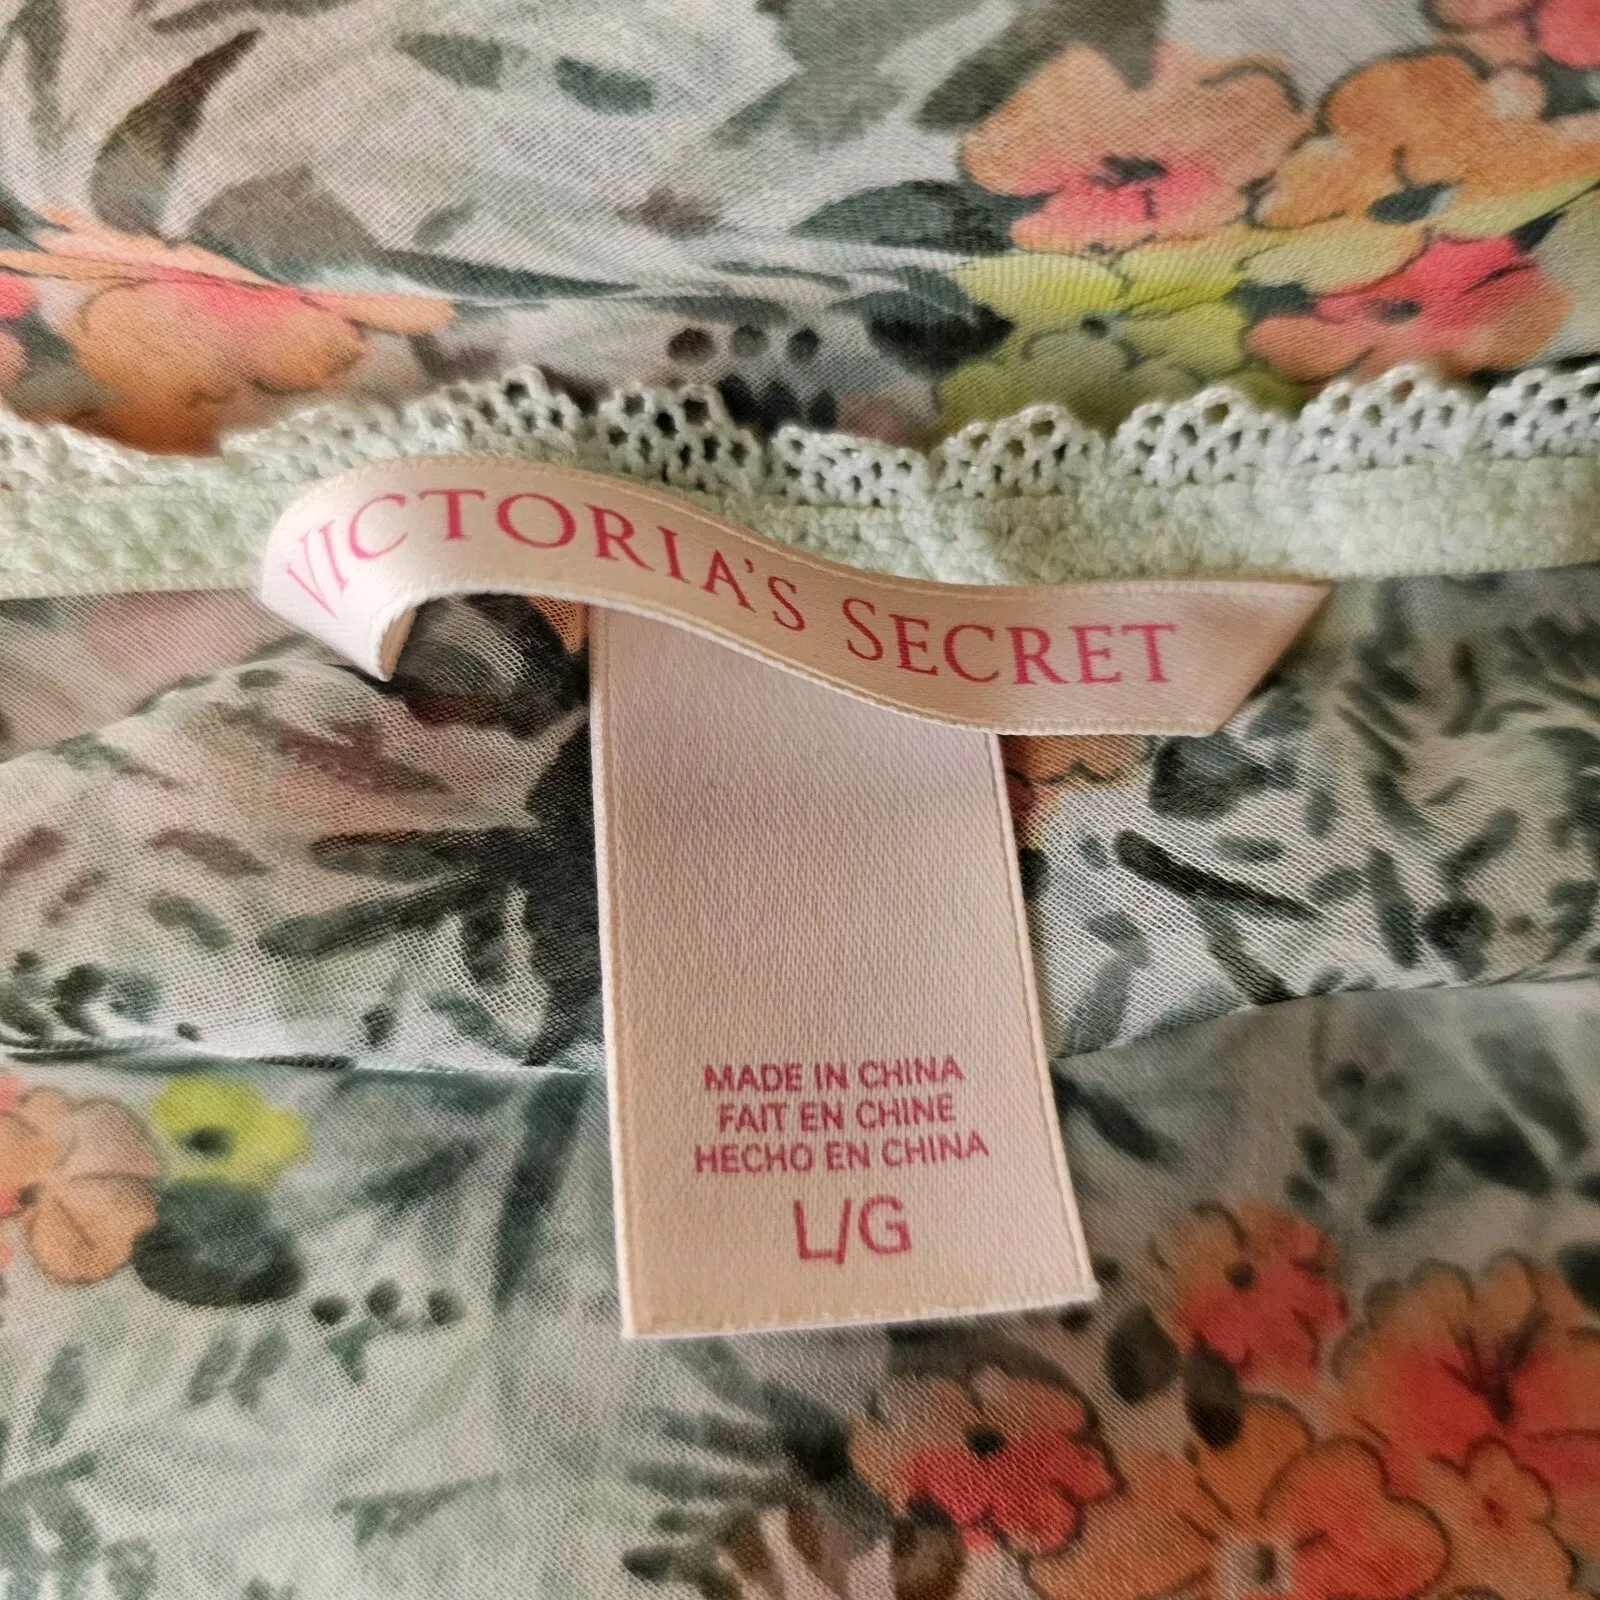 VICTORIA'S SECRET
MADE IN CHINA
FAIT EN CHINE
HECHO EN CHINA
L/G